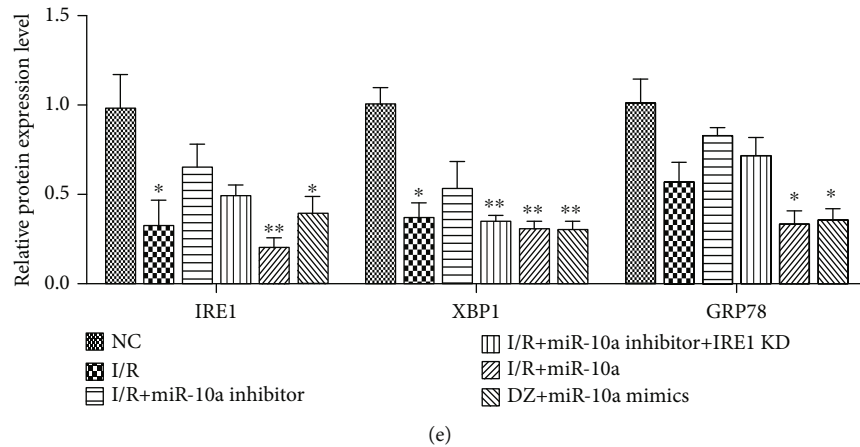 Relative protein expression level
1.5
1.0
0.5
0.0
*
**
*
*
**
**
**
*
*
IRE1
XBP1
GRP78
NC
I/R
I/R+miR-10a inhibitor
I/R+miR-10a inhibitor+IRE1 KD
I/R+miR-10a
DZ+miR-10a mimics
(e)